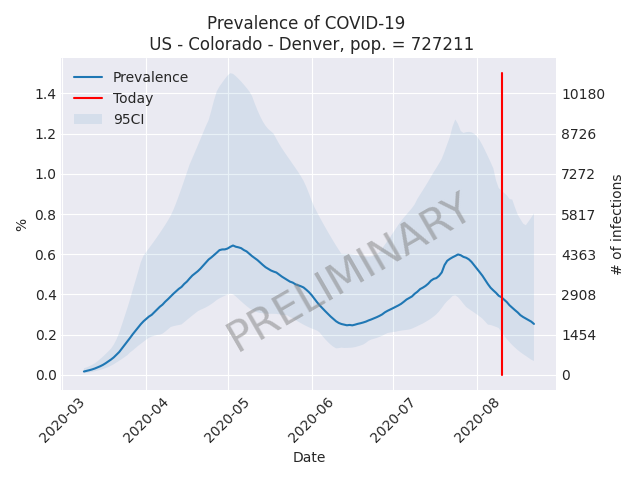 Prevalence of COVID-19
US - Colorado - Denver, pop. = 727211
Prevalence
Today
95CI
1.4
1.2
1.0
0.8
0.6
0.4
0.2
0.0
%
10180
8726
7272
5817
4363
2908
1454
0
# of infections
PRELIMINARY
2020-03
2020-04
2020-05
2020-06
2020-07
2020-08
Date